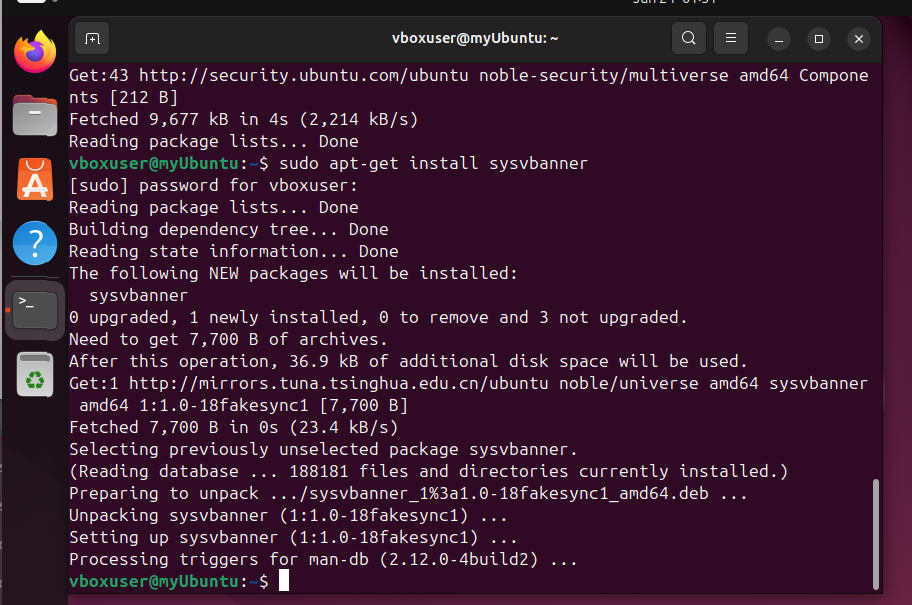 vboxuser@myUbuntu: ~
Get:43 http://security.ubuntu.com/ubuntu noble-security/multiverse amd64 Compone
nts [212 B]
Fetched 9,677 kB in 4s (2,214 kB/s)
Reading package lists... Done
vboxuser@myUbuntu:~$ sudo apt-get install sysvbanner
[sudo] password for vboxuser:
Reading package lists... Done
Building dependency tree... Done
Reading state information... Done
The following NEW packages will be installed:
  sysvbanner
0 upgraded, 1 newly installed, 0 to remove and 3 not upgraded.
Need to get 7,700 B of archives.
After this operation, 36.9 kB of additional disk space will be used.
Get:1 http://mirrors.tuna.tsinghua.edu.cn/ubuntu noble/universe amd64 sysvbanner
 amd64 1:1.0-18fakesync1 [7,700 B]
Fetched 7,700 B in 0s (23.4 kB/s)
Selecting previously unselected package sysvbanner.
(Reading database ... 188181 files and directories currently installed.)
Preparing to unpack .../sysvbanner_1%3a1.0-18fakesync1_amd64.deb ...
Unpacking sysvbanner (1:1.0-18fakesync1) ...
Setting up sysvbanner (1:1.0-18fakesync1) ...
Processing triggers for man-db (2.12.0-4build2) ...
vboxuser@myUbuntu:~$